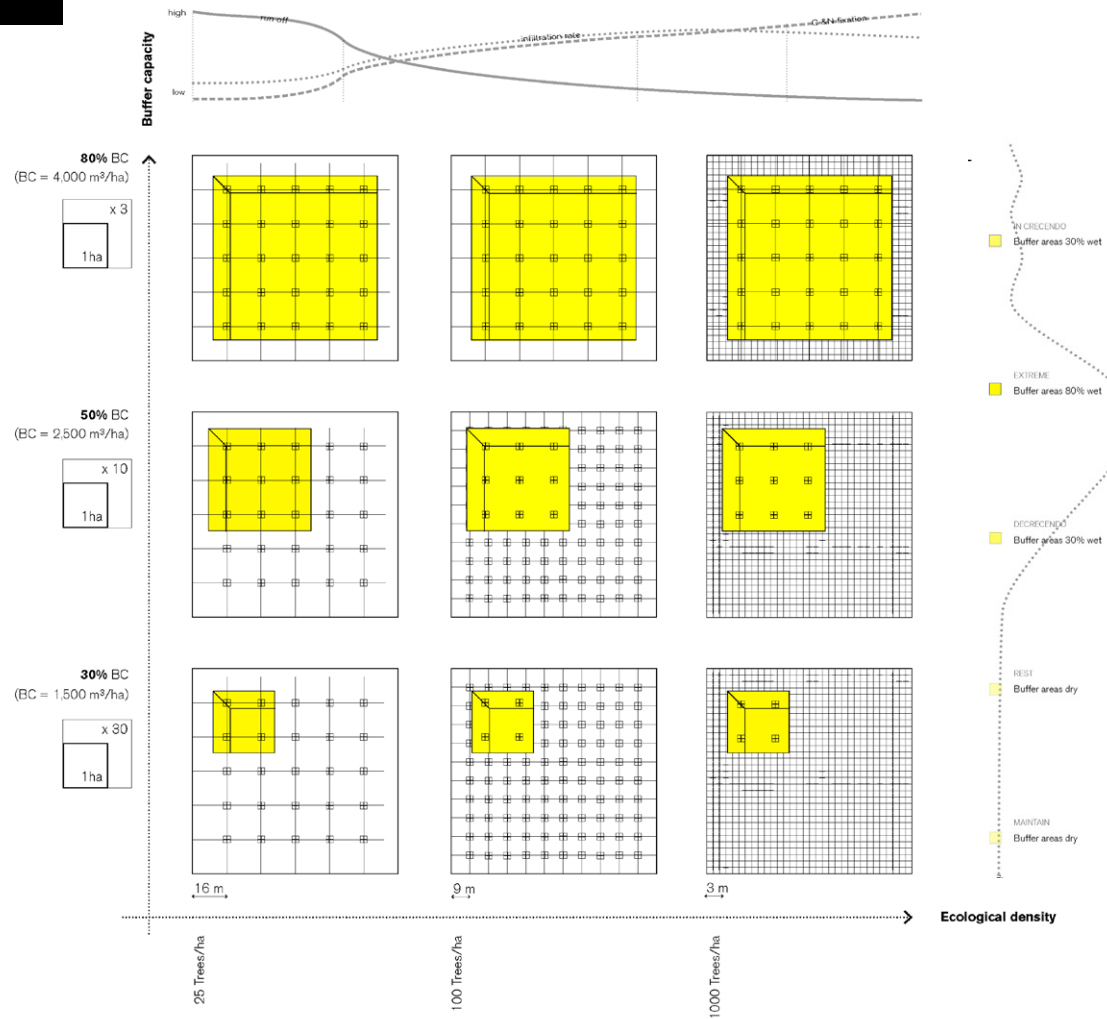 high
run off
infiltration rate
C-&N-fixation
low
Buffer capacity
80% BC
(BC = 4,000 m³/ha)
x 3
1ha
50% BC
(BC = 2,500 m³/ha)
x 10
1ha
30% BC
(BC = 1,500 m³/ha)
x 30
1ha
IN CRECENDO
Buffer areas 30% wet
EXTREME
Buffer areas 80% wet
DECRECENDO
Buffer areas 30% wet
REST
Buffer areas dry
MAINTAIN
Buffer areas dry
16 m
9 m
3 m
Ecological density
25 Trees/ha
100 Trees/ha
1000 Trees/ha